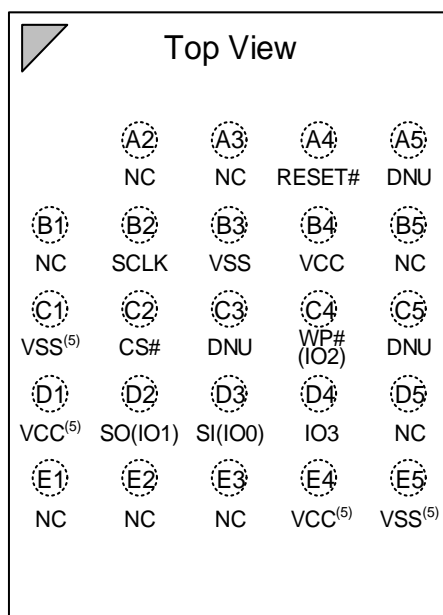 Top View
A2 A3 A4 A5
NC NC RESET# DNU
B1 B2 B3 B4 B5
NC SCLK VSS VCC NC
C1 C2 C3 C4 C5
VSS(5) CS# DNU WP# (IO2) DNU
D1 D2 D3 D4 D5
VCC(5) SO(IO1) SI(IO0) IO3 NC
E1 E2 E3 E4 E5
NC NC NC VCC(5) VSS(5)